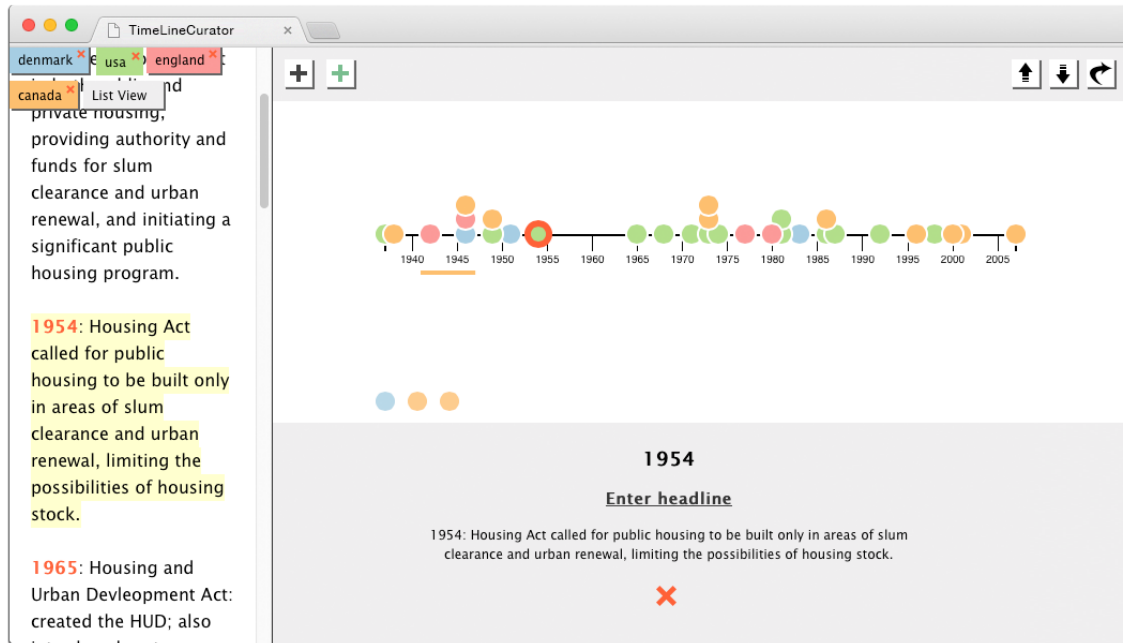 TimeLineCurator
denmark usa england
canada List View
private housing,
providing authority and
funds for slum
clearance and urban
renewal, and initiating a
significant public
housing program.
1954: Housing Act
called for public
housing to be built only
in areas of slum
clearance and urban
renewal, limiting the
possibilities of housing
stock.
1965: Housing and
Urban Devleopment Act:
created the HUD; also
1940 1945 1950 1955 1960 1965 1970 1975 1980 1985 1990 1995 2000 2005
1954
Enter headline
1954: Housing Act called for public housing to be built only in areas of slum
clearance and urban renewal, limiting the possibilities of housing stock.